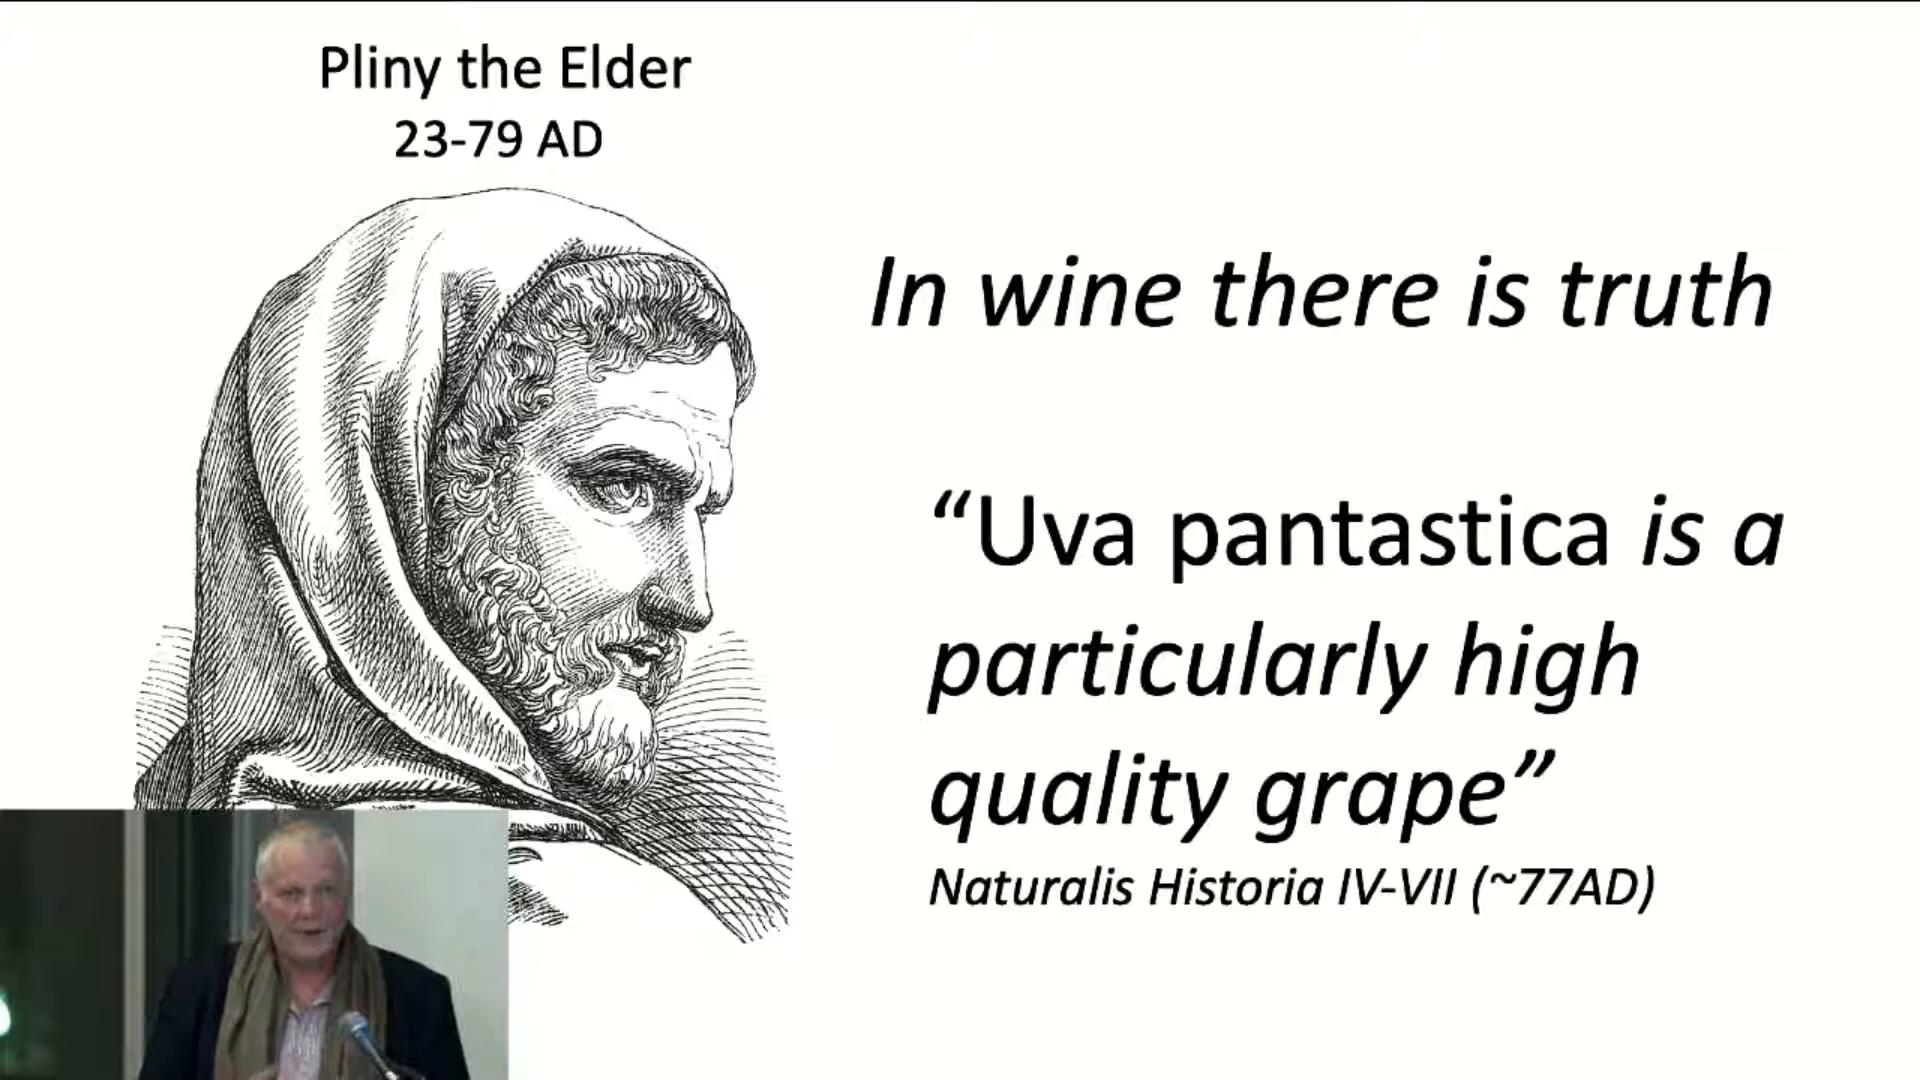 Pliny the Elder
23-79 AD
In wine there is truth
“Uva pantastica is a
particularly high
quality grape”
Naturalis Historia IV-VII (~77AD)